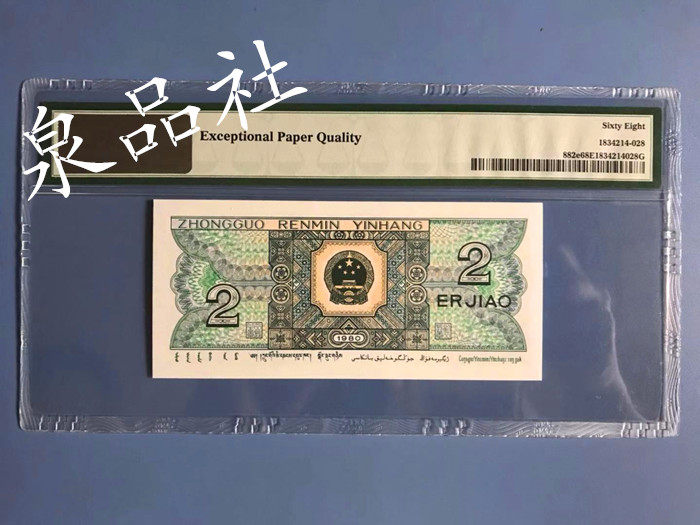 泉品社
Exceptional Paper Quality
Sixty Eight
1834214-028
882e68E1834214028G
ZHONGGUO RENMIN YINHANG
2
2
ERJIAO
1980